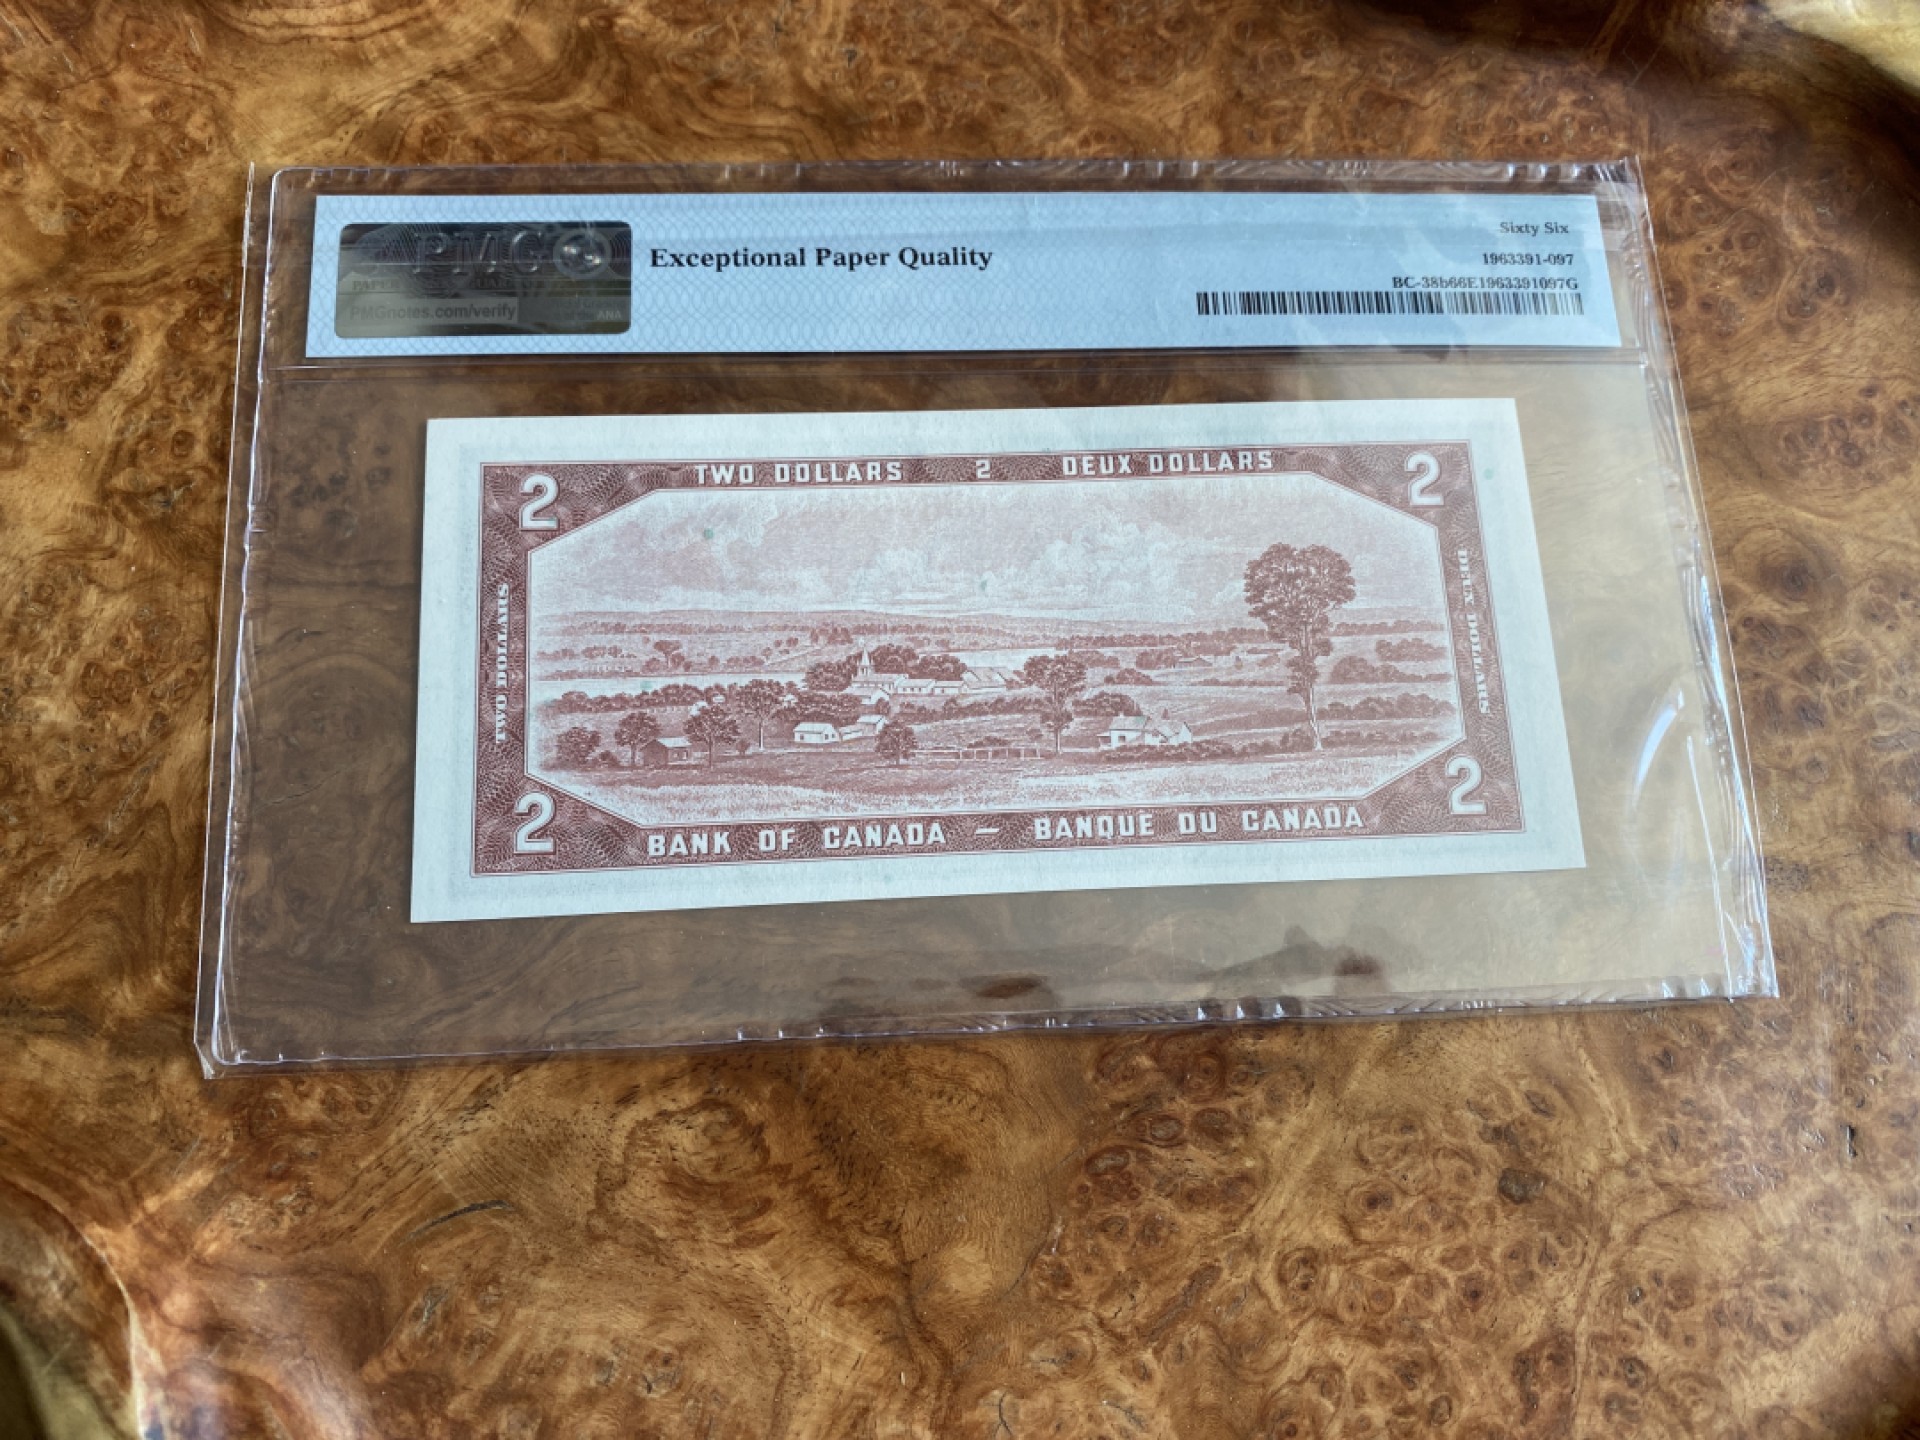 PMG
PMGnotes.com/verify
ANA
Exceptional Paper Quality
Sixty Six
1963391-097
BC-38b66E1963391097G
2 TWO DOLLARS 2 DEUX DOLLARS 2
TWO DOLLARS
DEUX DOLLARS
2 BANK OF CANADA — BANQUE DU CANADA 2